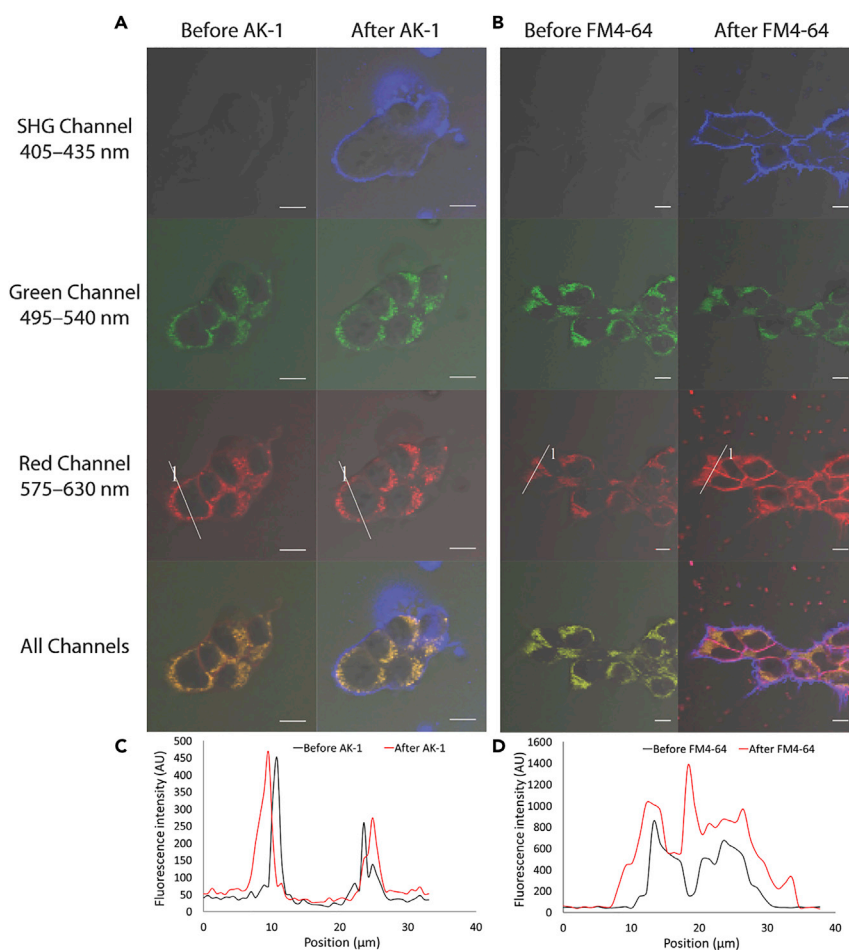 A
B
Before AK-1
After AK-1
Before FM4-64
After FM4-64
SHG Channel
405–435 nm
Green Channel
495–540 nm
Red Channel
575–630 nm
1
1
1
1
All Channels
C
Before AK-1
After AK-1
Fluorescence intensity (AU)
500
450
400
350
300
250
200
150
100
50
0
0
10
20
30
40
Position (μm)
D
Before FM4-64
After FM4-64
Fluorescence intensity (AU)
1600
1400
1200
1000
800
600
400
200
0
0
10
20
30
40
Position (μm)